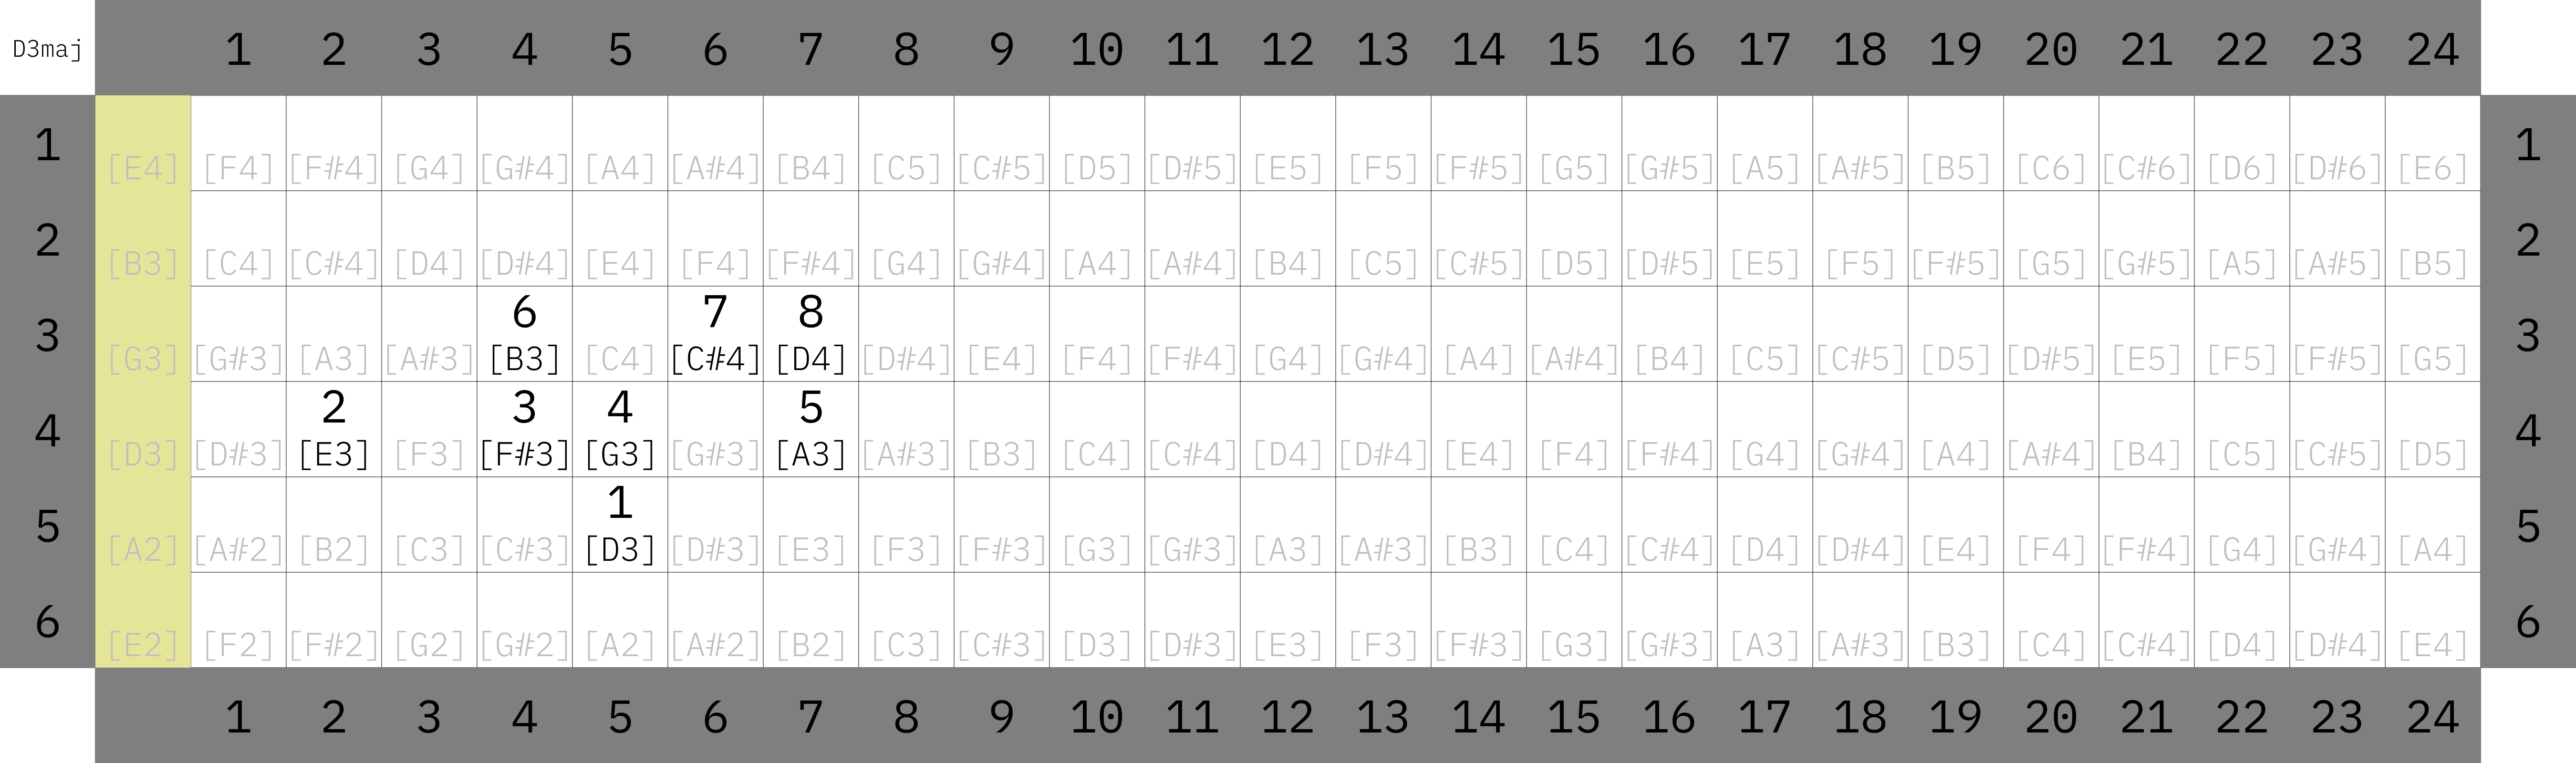 D3maj 1 2 3 4 5 6 7 8 9 10 11 12 13 14 15 16 17 18 19 20 21 22 23 24
1 1
[E4] [F4] [F#4] [G4] [G#4] [A4] [A#4] [B4] [C5] [C#5] [D5] [D#5] [E5] [F5] [F#5] [G5] [G#5] [A5] [A#5] [B5] [C6] [C#6] [D6] [D#6] [E6]
2 2
[B3] [C4] [C#4] [D4] [D#4] [E4] [F4] [F#4] [G4] [G#4] [A4] [A#4] [B4] [C5] [C#5] [D5] [D#5] [E5] [F5] [F#5] [G5] [G#5] [A5] [A#5] [B5]
6 7 8
3 3
[G3] [G#3] [A3] [A#3] [B3] [C4] [C#4] [D4] [D#4] [E4] [F4] [F#4] [G4] [G#4] [A4] [A#4] [B4] [C5] [C#5] [D5] [D#5] [E5] [F5] [F#5] [G5]
2 3 4 5
4 4
[D3] [D#3] [E3] [F3] [F#3] [G3] [G#3] [A3] [A#3] [B3] [C4] [C#4] [D4] [D#4] [E4] [F4] [F#4] [G4] [G#4] [A4] [A#4] [B4] [C5] [C#5] [D5]
1
5 5
[A2] [A#2] [B2] [C3] [C#3] [D3] [D#3] [E3] [F3] [F#3] [G3] [G#3] [A3] [A#3] [B3] [C4] [C#4] [D4] [D#4] [E4] [F4] [F#4] [G4] [G#4] [A4]
6 6
[E2] [F2] [F#2] [G2] [G#2] [A2] [A#2] [B2] [C3] [C#3] [D3] [D#3] [E3] [F3] [F#3] [G3] [G#3] [A3] [A#3] [B3] [C4] [C#4] [D4] [D#4] [E4]
1 2 3 4 5 6 7 8 9 10 11 12 13 14 15 16 17 18 19 20 21 22 23 24